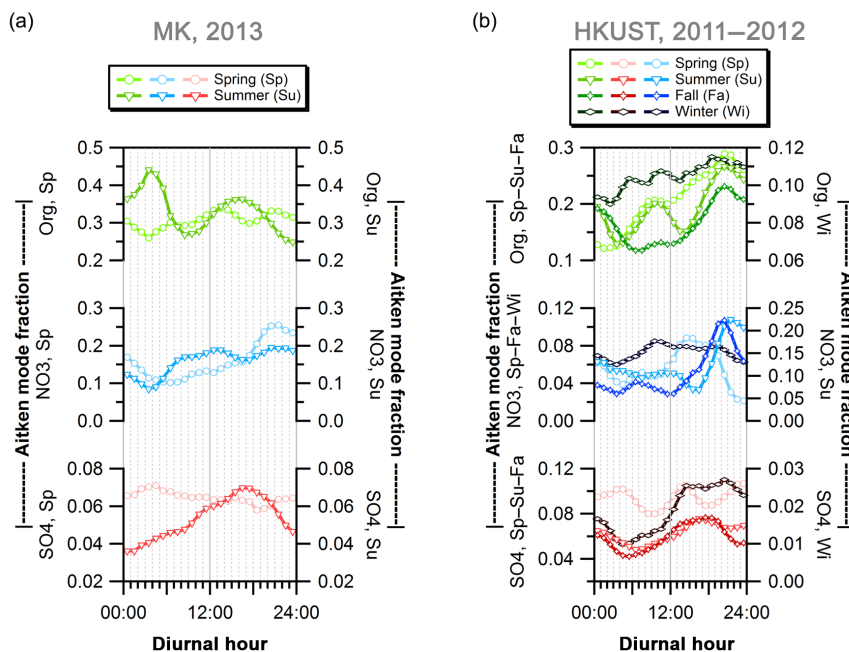 (a)
MK, 2013
Spring (Sp)
Summer (Su)
0.5
0.4
0.3
0.2
Org, Sp
0.5
0.4
0.3
0.2
Org, Su
0.3
0.2
0.1
0.0
NO3, Sp
0.3
0.2
0.1
0.0
NO3, Su
0.08
0.06
0.04
0.02
SO4, Sp
0.08
0.06
0.04
0.02
SO4, Su
|------- Aitken mode fraction -------|
|------- Aitken mode fraction -------|
00:00
12:00
24:00
Diurnal hour
(b)
HKUST, 2011–2012
Spring (Sp)
Summer (Su)
Fall (Fa)
Winter (Wi)
0.3
0.2
0.1
Org, Sp–Su–Fa
0.12
0.10
0.08
0.06
Org, Wi
0.12
0.08
0.04
0.00
NO3, Sp–Fa–Wi
0.25
0.20
0.15
0.10
0.05
0.00
NO3, Su
0.12
0.08
0.04
SO4, Sp–Su–Fa
0.03
0.02
0.01
0.00
SO4, Wi
|------- Aitken mode fraction -------|
|------- Aitken mode fraction -------|
00:00
12:00
24:00
Diurnal hour